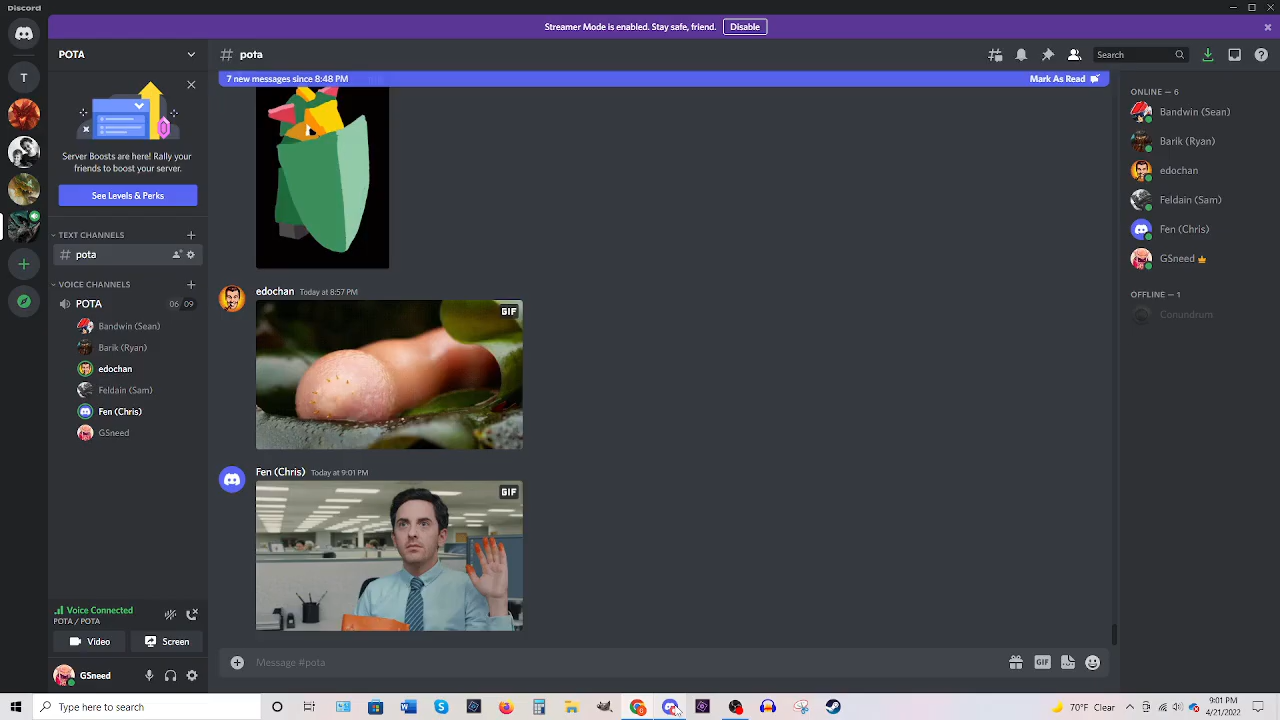 Discord
Streamer Mode is enabled. Stay safe, friend. Disable
POTA
# pota
Search
7 new messages since 8:48 PM
Mark As Read
T
Server Boosts are here! Rally your
friends to boost your server.
See Levels & Perks
TEXT CHANNELS
# pota
VOICE CHANNELS
POTA
06 09
Bandwin (Sean)
Barik (Ryan)
edochan
Feldain (Sam)
Fen (Chris)
GSneed
Voice Connected
POTA / POTA
Video
Screen
GSneed
edochan Today at 8:57 PM
GIF
Fen (Chris) Today at 9:01 PM
GIF
Message #pota
GIF
ONLINE — 6
Bandwin (Sean)
Barik (Ryan)
edochan
Feldain (Sam)
Fen (Chris)
GSneed
OFFLINE — 1
Conundrum
Type here to search
70°F Clear
9:01 PM
4/21/2022